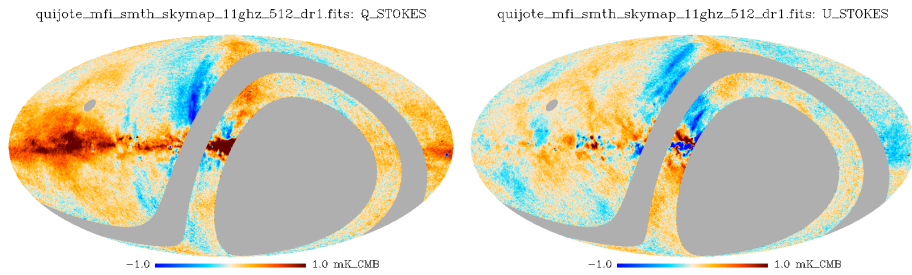 quijote_mfi_smth_skymap_11ghz_512_dr1.fits: Q_STOKES
quijote_mfi_smth_skymap_11ghz_512_dr1.fits: U_STOKES
-1.0 1.0 mK_CMB
-1.0 1.0 mK_CMB